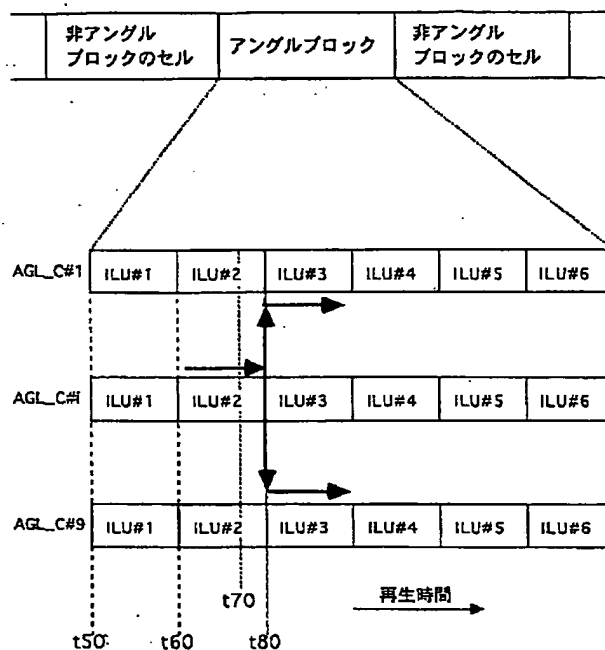 非アングル
ブロックのセル
アングルブロック
非アングル
ブロックのセル
AGL_C#1
ILU#1
ILU#2
ILU#3
ILU#4
ILU#5
ILU#6
AGL_C#i
ILU#1
ILU#2
ILU#3
ILU#4
ILU#5
ILU#6
AGL_C#9
ILU#1
ILU#2
ILU#3
ILU#4
ILU#5
ILU#6
t70
再生時間
t50
t60
t80